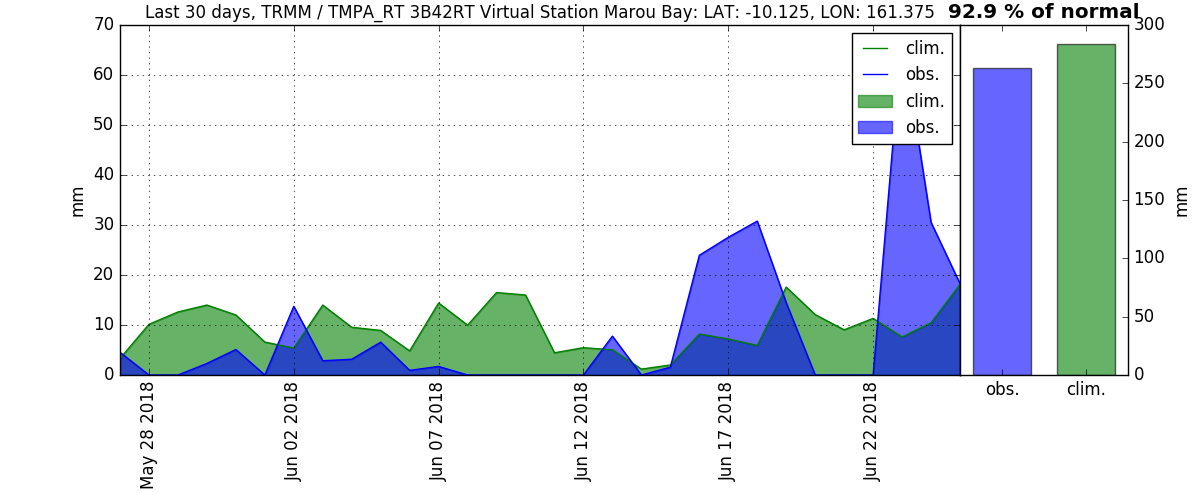 Last 30 days, TRMM / TMPA_RT 3B42RT Virtual Station Marou Bay: LAT: -10.125, LON: 161.375
92.9 % of normal
70
60
50
40
30
20
10
0
mm
clim.
obs.
clim.
obs.
May 28 2018
Jun 02 2018
Jun 07 2018
Jun 12 2018
Jun 17 2018
Jun 22 2018
300
250
200
150
100
50
0
mm
obs.
clim.